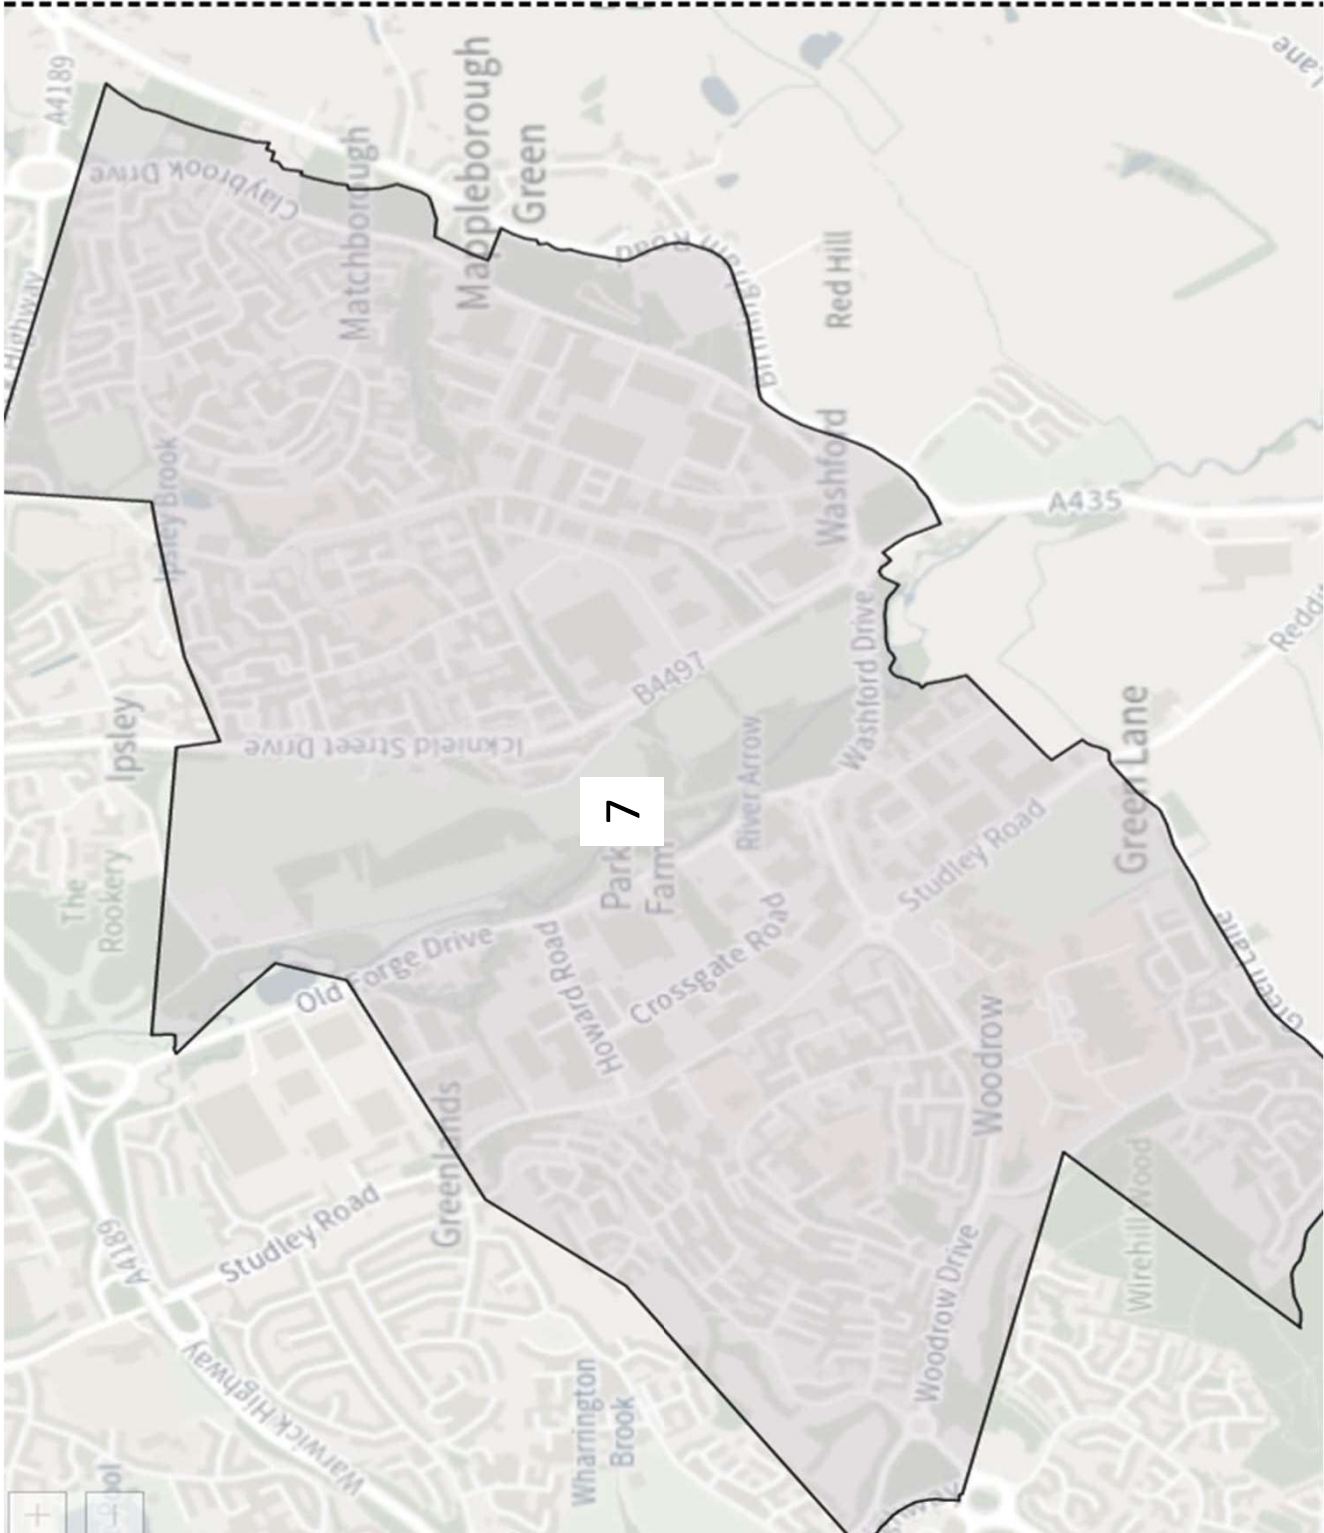 A4189
Mappleborough
Green
Matchborough
Claybrook Drive
Highway
Lane
Birmingham Road
Red Hill
Washford
Ipsley Brook
A435
Ipsley
Icknield Street Drive
B4497
Washford Drive
River Arrow
7
Park
Farm
Green Lane
Studley Road
The
Rookery
Old Forge Drive
Howard Road
Crossgate Road
Green Lane
Woodrow
Greenlands
A4189
Studley Road
Wirehill Wood
Woodrow Drive
Warwick Highway
Wharrington
Brook
+
−